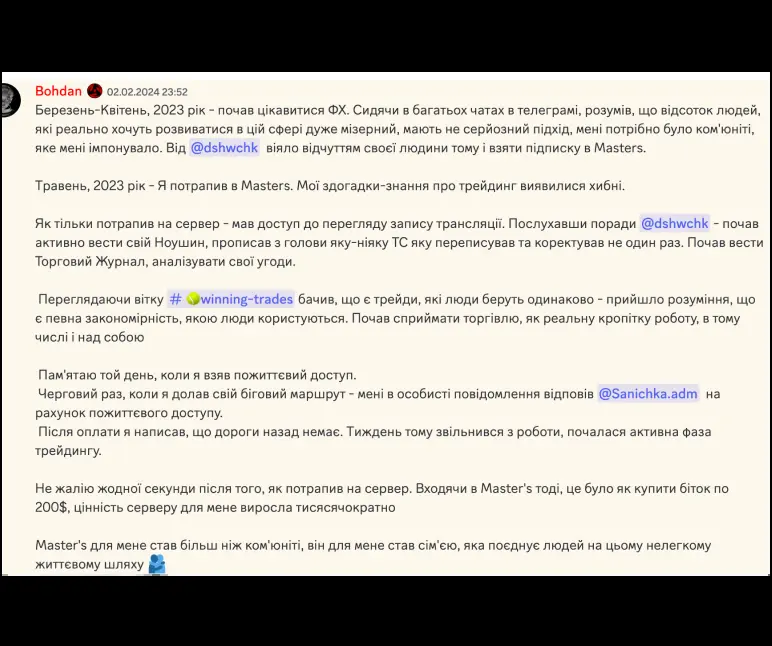 Bohdan 02.02.2024 23:52
Березень-Квітень, 2023 рік - почав цікавитися ФХ. Сидячи в багатьох чатах в телеграмі, розумів, що відсоток людей,
які реально хочуть розвиватися в цій сфері дуже мізерний, мають не серйозний підхід, мені потрібно було ком'юніті,
яке мені імпонувало. Від @dshwchk віяло відчуттям своєї людини тому і взяти підписку в Masters.
Травень, 2023 рік - Я потрапив в Masters. Мої здогадки-знання про трейдинг виявилися хибні.
Як тільки потрапив на сервер - мав доступ до перегляду запису трансляції. Послухавши поради @dshwchk - почав
активно вести свій Ноушин, прописав з голови яку-ніяку ТС яку переписував та коректував не один раз. Почав вести
Торговий Журнал, аналізувати свої угоди.
Переглядаючи вітку # 🎾winning-trades бачив, що є трейди, які люди беруть одинаково - прийшло розуміння, що
є певна закономірність, якою люди користуються. Почав сприймати торгівлю, як реальну кропітку роботу, в тому
числі і над собою
Пам'ятаю той день, коли я взяв пожиттєвий доступ.
Черговий раз, коли я долав свій біговий маршрут - мені в особисті повідомлення відповів @Sanichka.adm на
рахунок пожиттєвого доступу.
Після оплати я написав, що дороги назад немає. Тиждень тому звільнився з роботи, почалася активна фаза
трейдингу.
Не жалію жодної секунди після того, як потрапив на сервер. Входячи в Master's тоді, це було як купити біток по
200$, цінність серверу для мене виросла тисясячократно
Master's для мене став більш ніж ком'юніті, він для мене став сім'єю, яка поєднує людей на цьому нелегкому
життєвому шляху 🫂